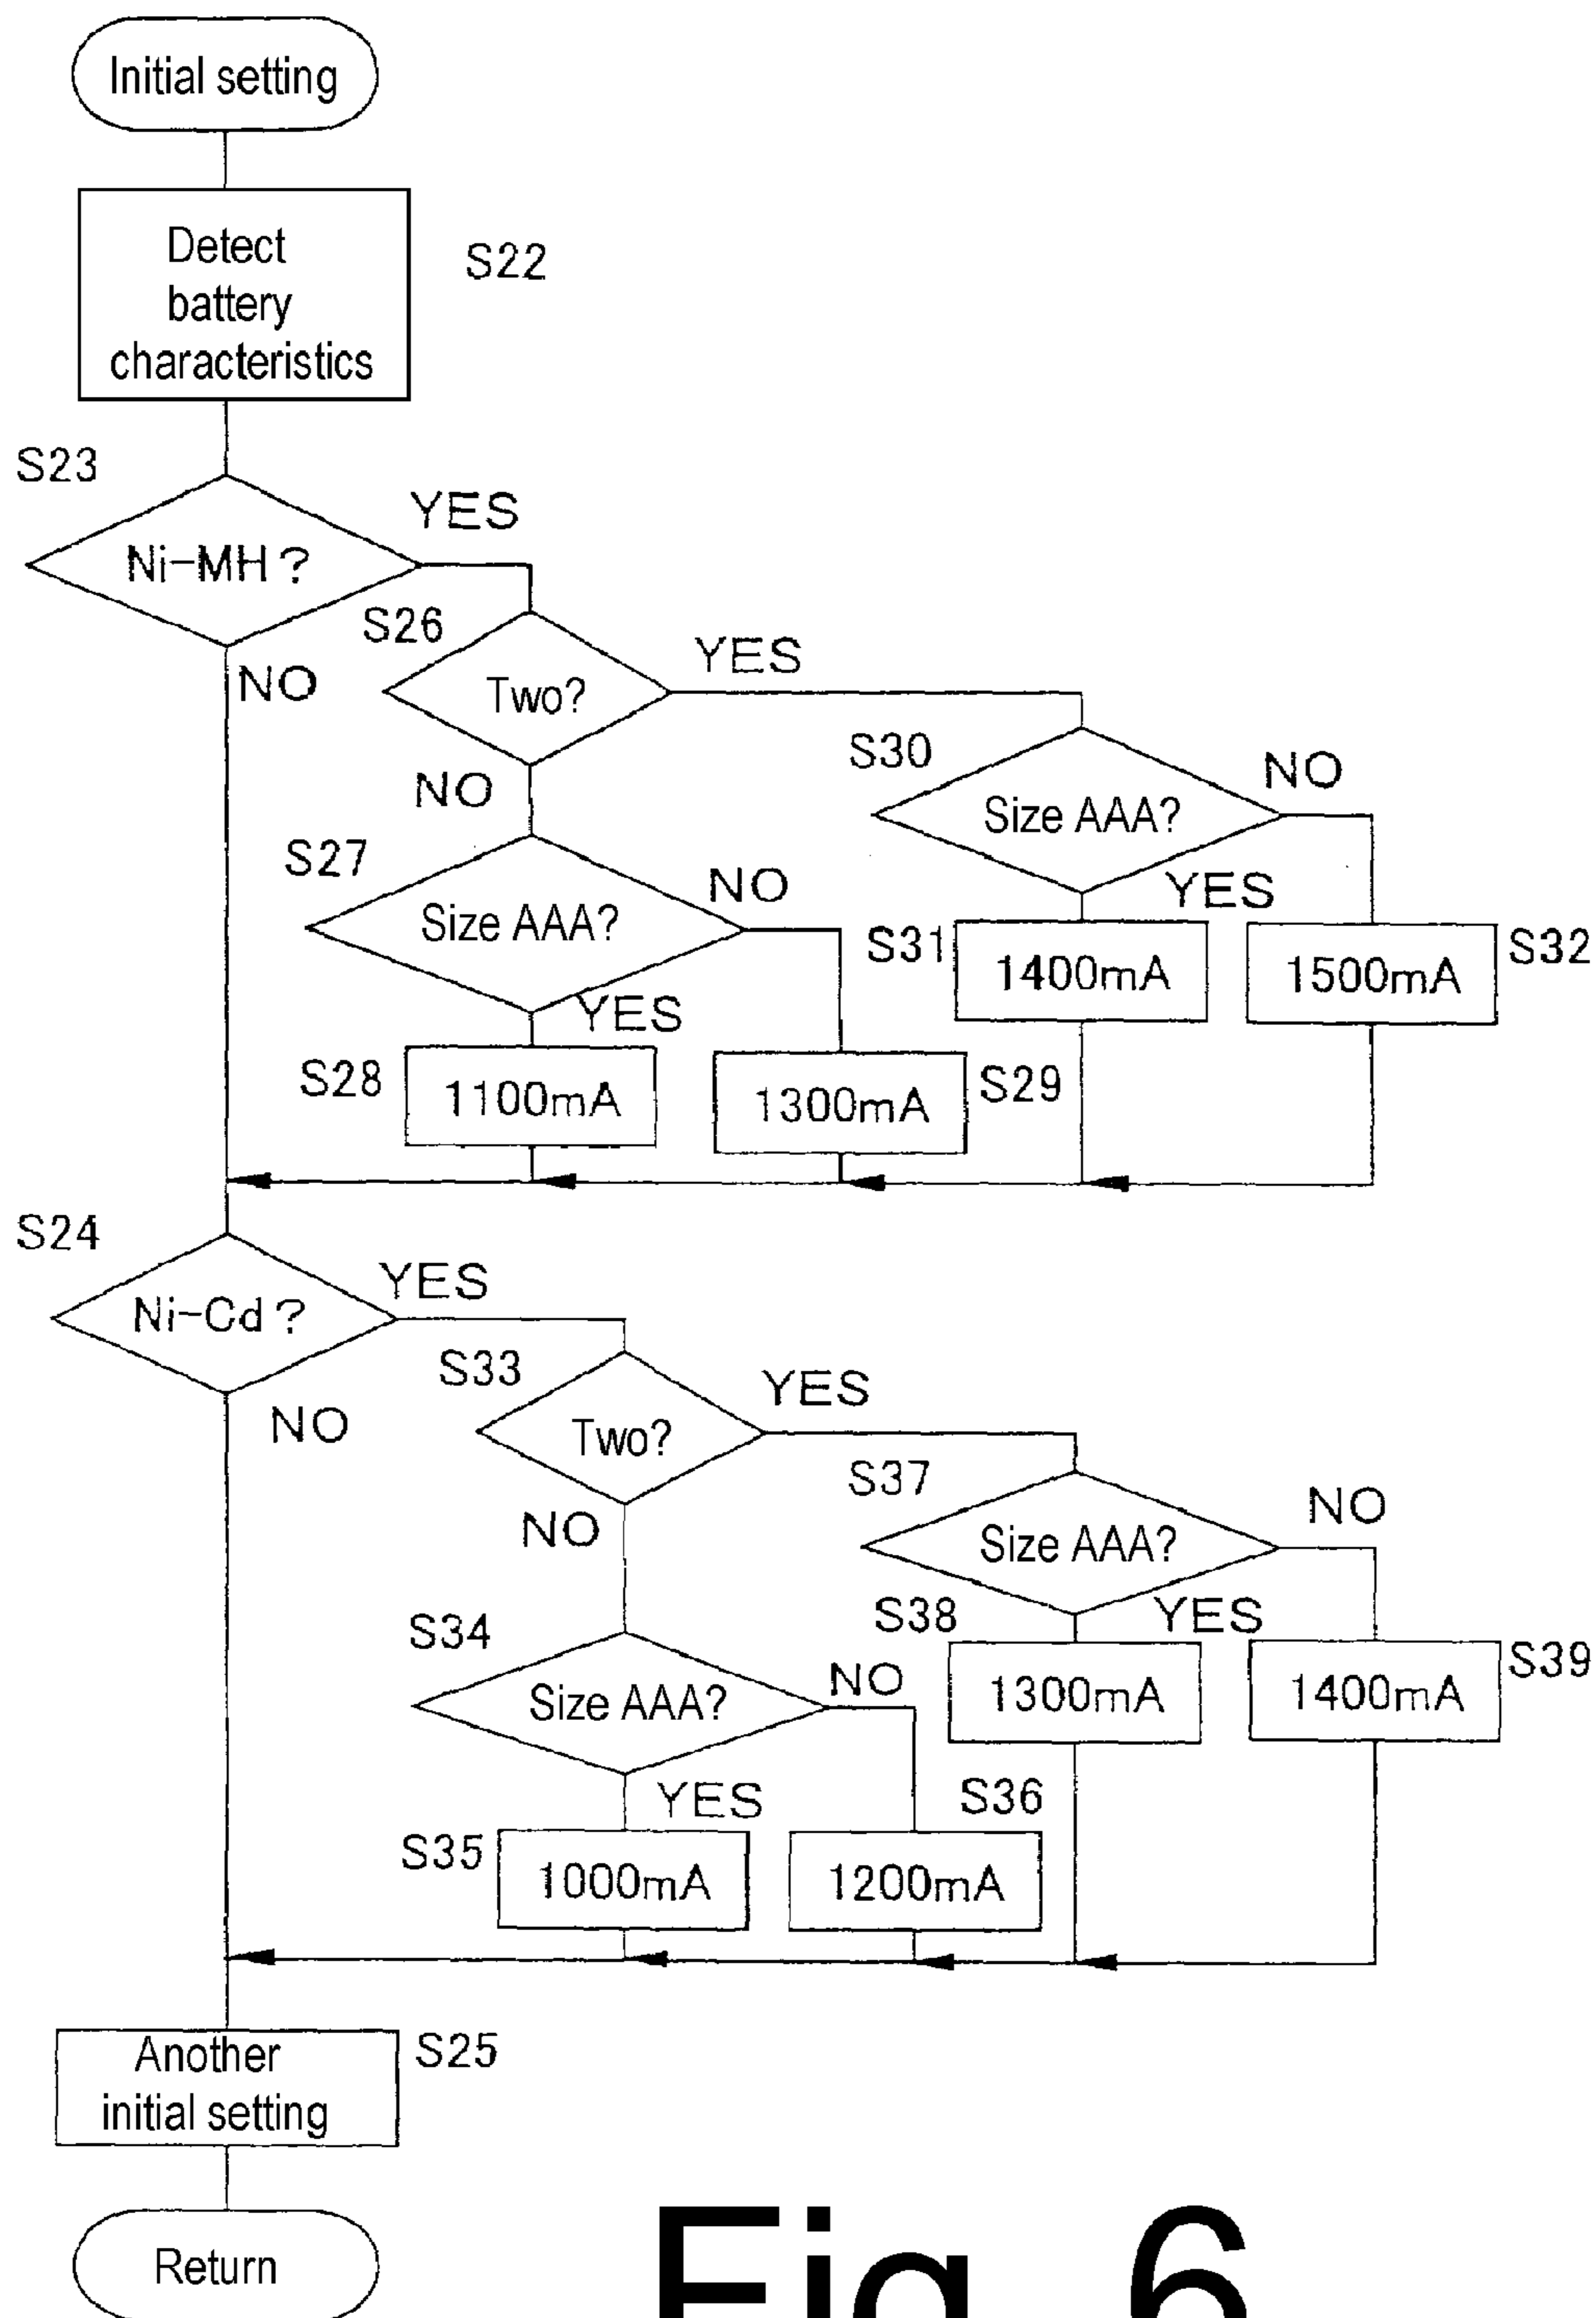 Initial setting
Detect
battery
characteristics
S22
S23
Ni-MH?
YES
NO
S26
Two?
YES
NO
S30
Size AAA?
NO
YES
S27
Size AAA?
NO
YES
S31
1400mA
1500mA
S32
S28
1100mA
1300mA
S29
S24
Ni-Cd?
YES
NO
S33
Two?
YES
NO
S37
Size AAA?
NO
YES
S38
1300mA
1400mA
S39
S34
Size AAA?
NO
YES
S35
1000mA
S36
1200mA
Another
initial setting
S25
Return
Fig. 6